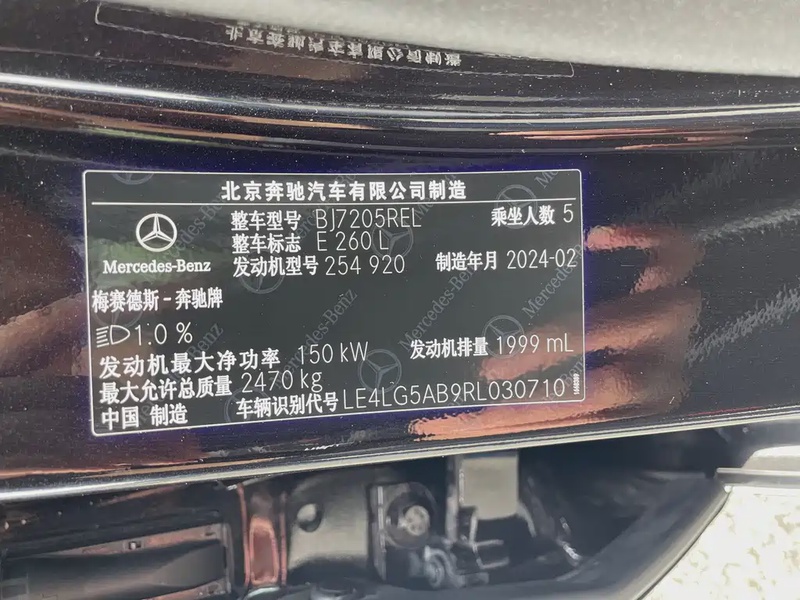 北京奔驰汽车有限公司制造
整车型号 BJ7205REL 乘坐人数 5
整车标志 E 260 L
Mercedes-Benz 发动机型号 254 920 制造年月 2024-02
梅赛德斯-奔驰牌
1.0 %
发动机最大净功率 150 kW 发动机排量 1999 mL
最大允许总质量 2470 kg
中国 制造 车辆识别代号 LE4LG5AB9RL030710